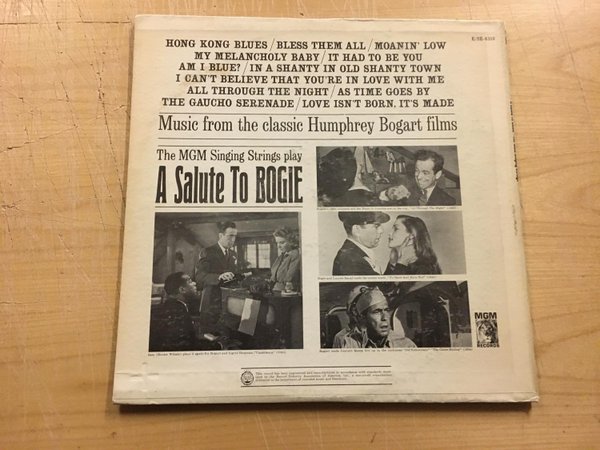 E/SE-4359
HONG KONG BLUES/BLESS THEM ALL/MOANIN' LOW
MY MELANCHOLY BABY/IT HAD TO BE YOU
AM I BLUE?/IN A SHANTY IN OLD SHANTY TOWN
I CAN'T BELIEVE THAT YOU'RE IN LOVE WITH ME
ALL THROUGH THE NIGHT/AS TIME GOES BY
THE GAUCHO SERENADE/LOVE ISN'T BORN, IT'S MADE
Music from the classic Humphrey Bogart films
The MGM Singing Strings play
A Salute To BOGIE
MGM
RECORDS